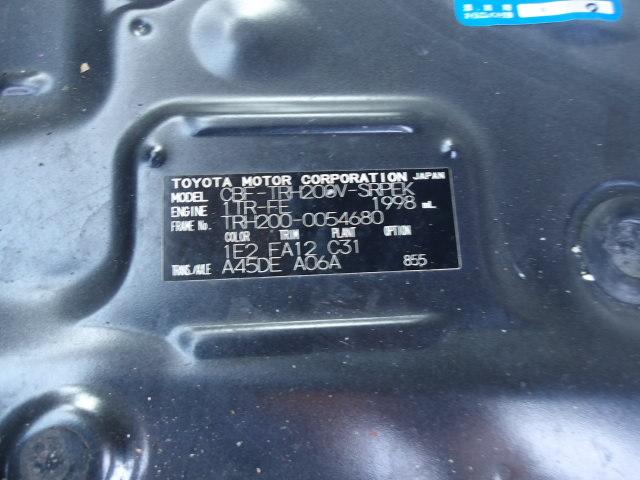 TOYOTA MOTOR CORPORATION JAPAN
MODEL CBF-TRH200V-SRPEK
ENGINE 1TR-FE 1998 mL
FRAME No. TRH200-0054680
COLOR TRIM PLANT OPTION
1E2 FA12 C31
TRANS./AXLE A45DE A06A 855